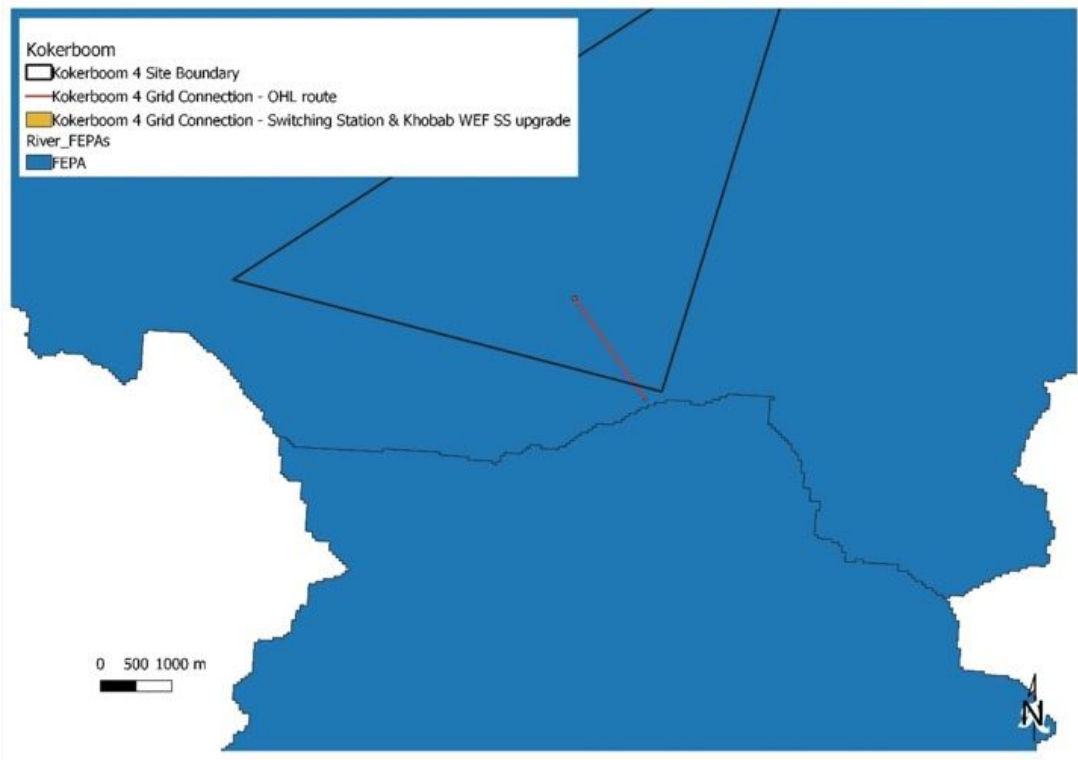 Kokerboom
Kokerboom 4 Site Boundary
Kokerboom 4 Grid Connection - OHL route
Kokerboom 4 Grid Connection - Switching Station & Khobab WEF SS upgrade
River_FEPAs
FEPA
0 500 1000 m
N